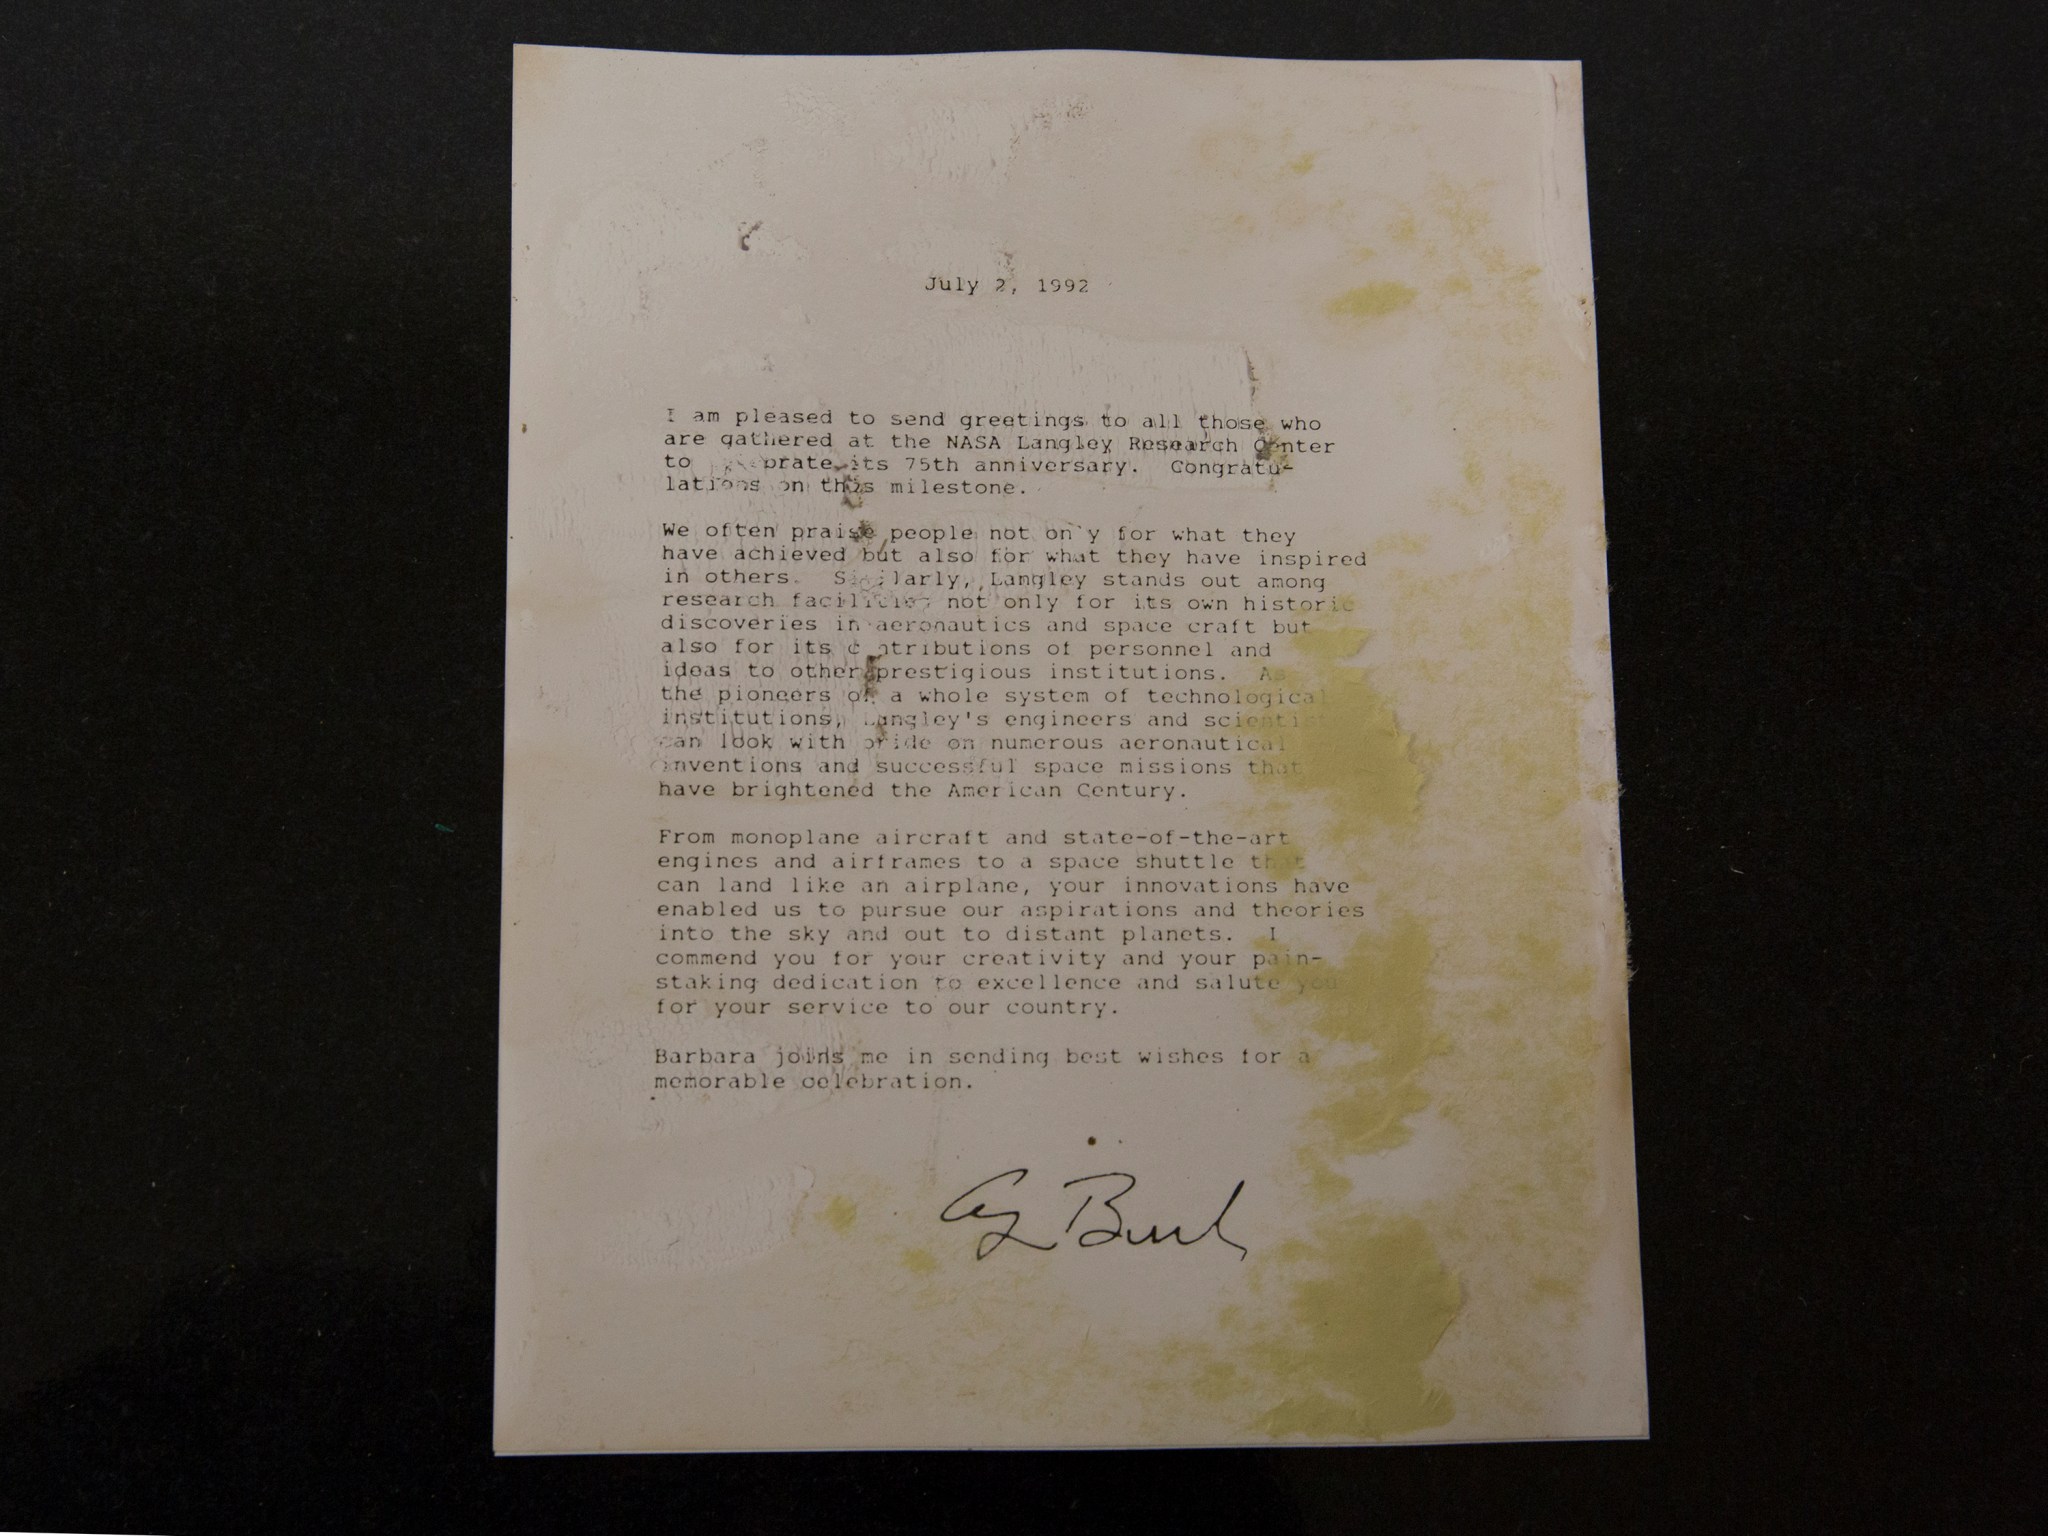 July 2, 1992
I am pleased to send greetings to all those who
are gathered at the NASA Langley Research Center
to celebrate its 75th anniversary. Congratu-
lations on this milestone.
We often praise people not only for what they
have achieved but also for what they have inspired
in others. Similarly, Langley stands out among
research facilities not only for its own historic
discoveries in aeronautics and space craft but
also for its contributions of personnel and
ideas to other prestigious institutions. As
the pioneers of a whole system of technological
institutions, Langley's engineers and scientists
can look with pride on numerous aeronautical
inventions and successful space missions that
have brightened the American Century.
From monoplane aircraft and state-of-the-art
engines and airframes to a space shuttle that
can land like an airplane, your innovations have
enabled us to pursue our aspirations and theories
into the sky and out to distant planets. I
commend you for your creativity and your pain-
staking dedication to excellence and salute you
for your service to our country.
Barbara joins me in sending best wishes for a
memorable celebration.
Bush